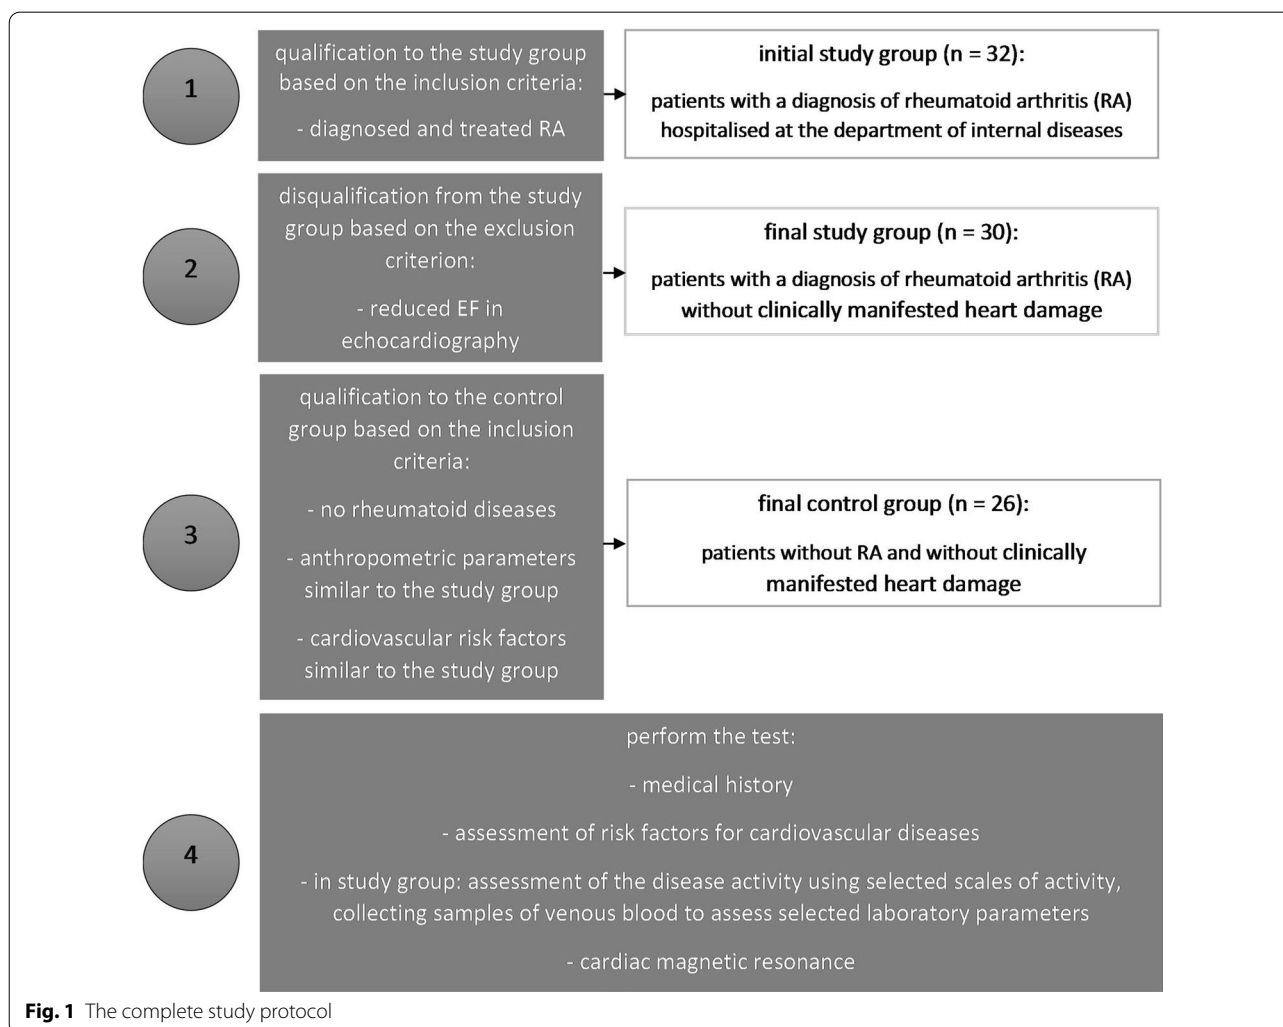 1
qualification to the study group
based on the inclusion criteria:
- diagnosed and treated RA
initial study group (n = 32):
patients with a diagnosis of rheumatoid arthritis (RA)
hospitalised at the department of internal diseases
2
disqualification from the study
group based on the exclusion
criterion:
- reduced EF in
echocardiography
final study group (n = 30):
patients with a diagnosis of rheumatoid arthritis (RA)
without clinically manifested heart damage
3
qualification to the control
group based on the inclusion
criteria:
- no rheumatoid diseases
- anthropometric parameters
similar to the study group
- cardiovascular risk factors
similar to the study group
final control group (n = 26):
patients without RA and without clinically
manifested heart damage
4
perform the test:
- medical history
- assessment of risk factors for cardiovascular diseases
- in study group: assessment of the disease activity using selected scales of activity,
collecting samples of venous blood to assess selected laboratory parameters
- cardiac magnetic resonance
Fig. 1 The complete study protocol